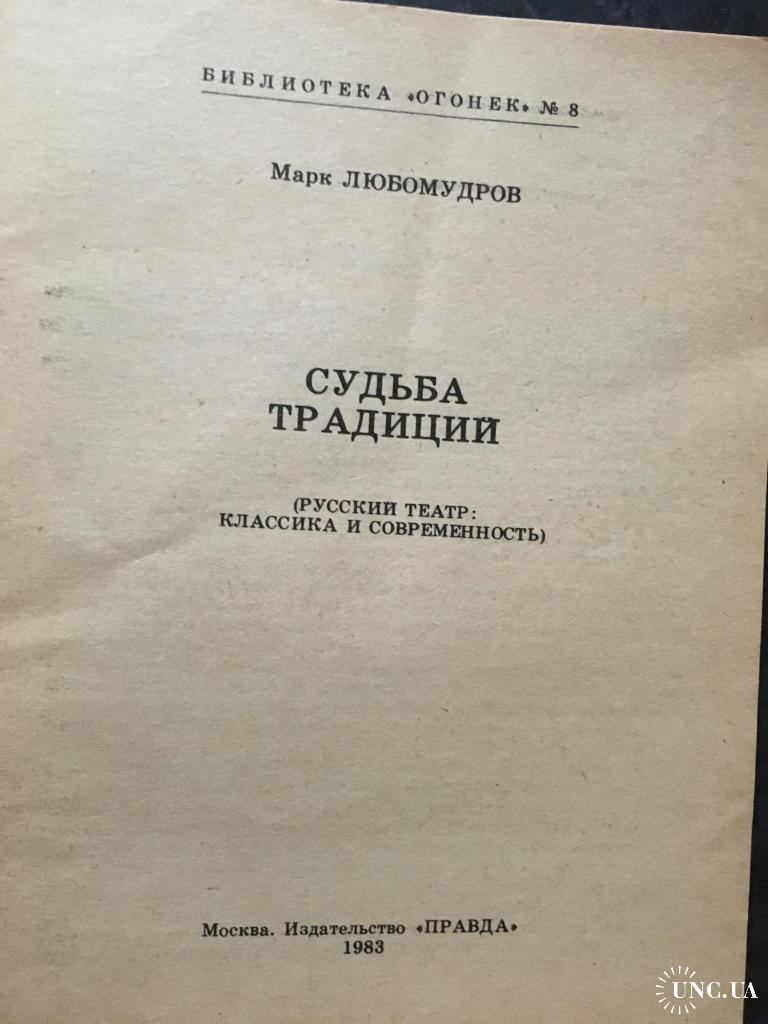 БИБЛИОТЕКА «ОГОНЕК» № 8
Марк ЛЮБОМУДРОВ
СУДЬБА
ТРАДИЦИЙ
(РУССКИЙ ТЕАТР:
КЛАССИКА И СОВРЕМЕННОСТЬ)
Москва. Издательство «ПРАВДА»
1983
UNC.UA